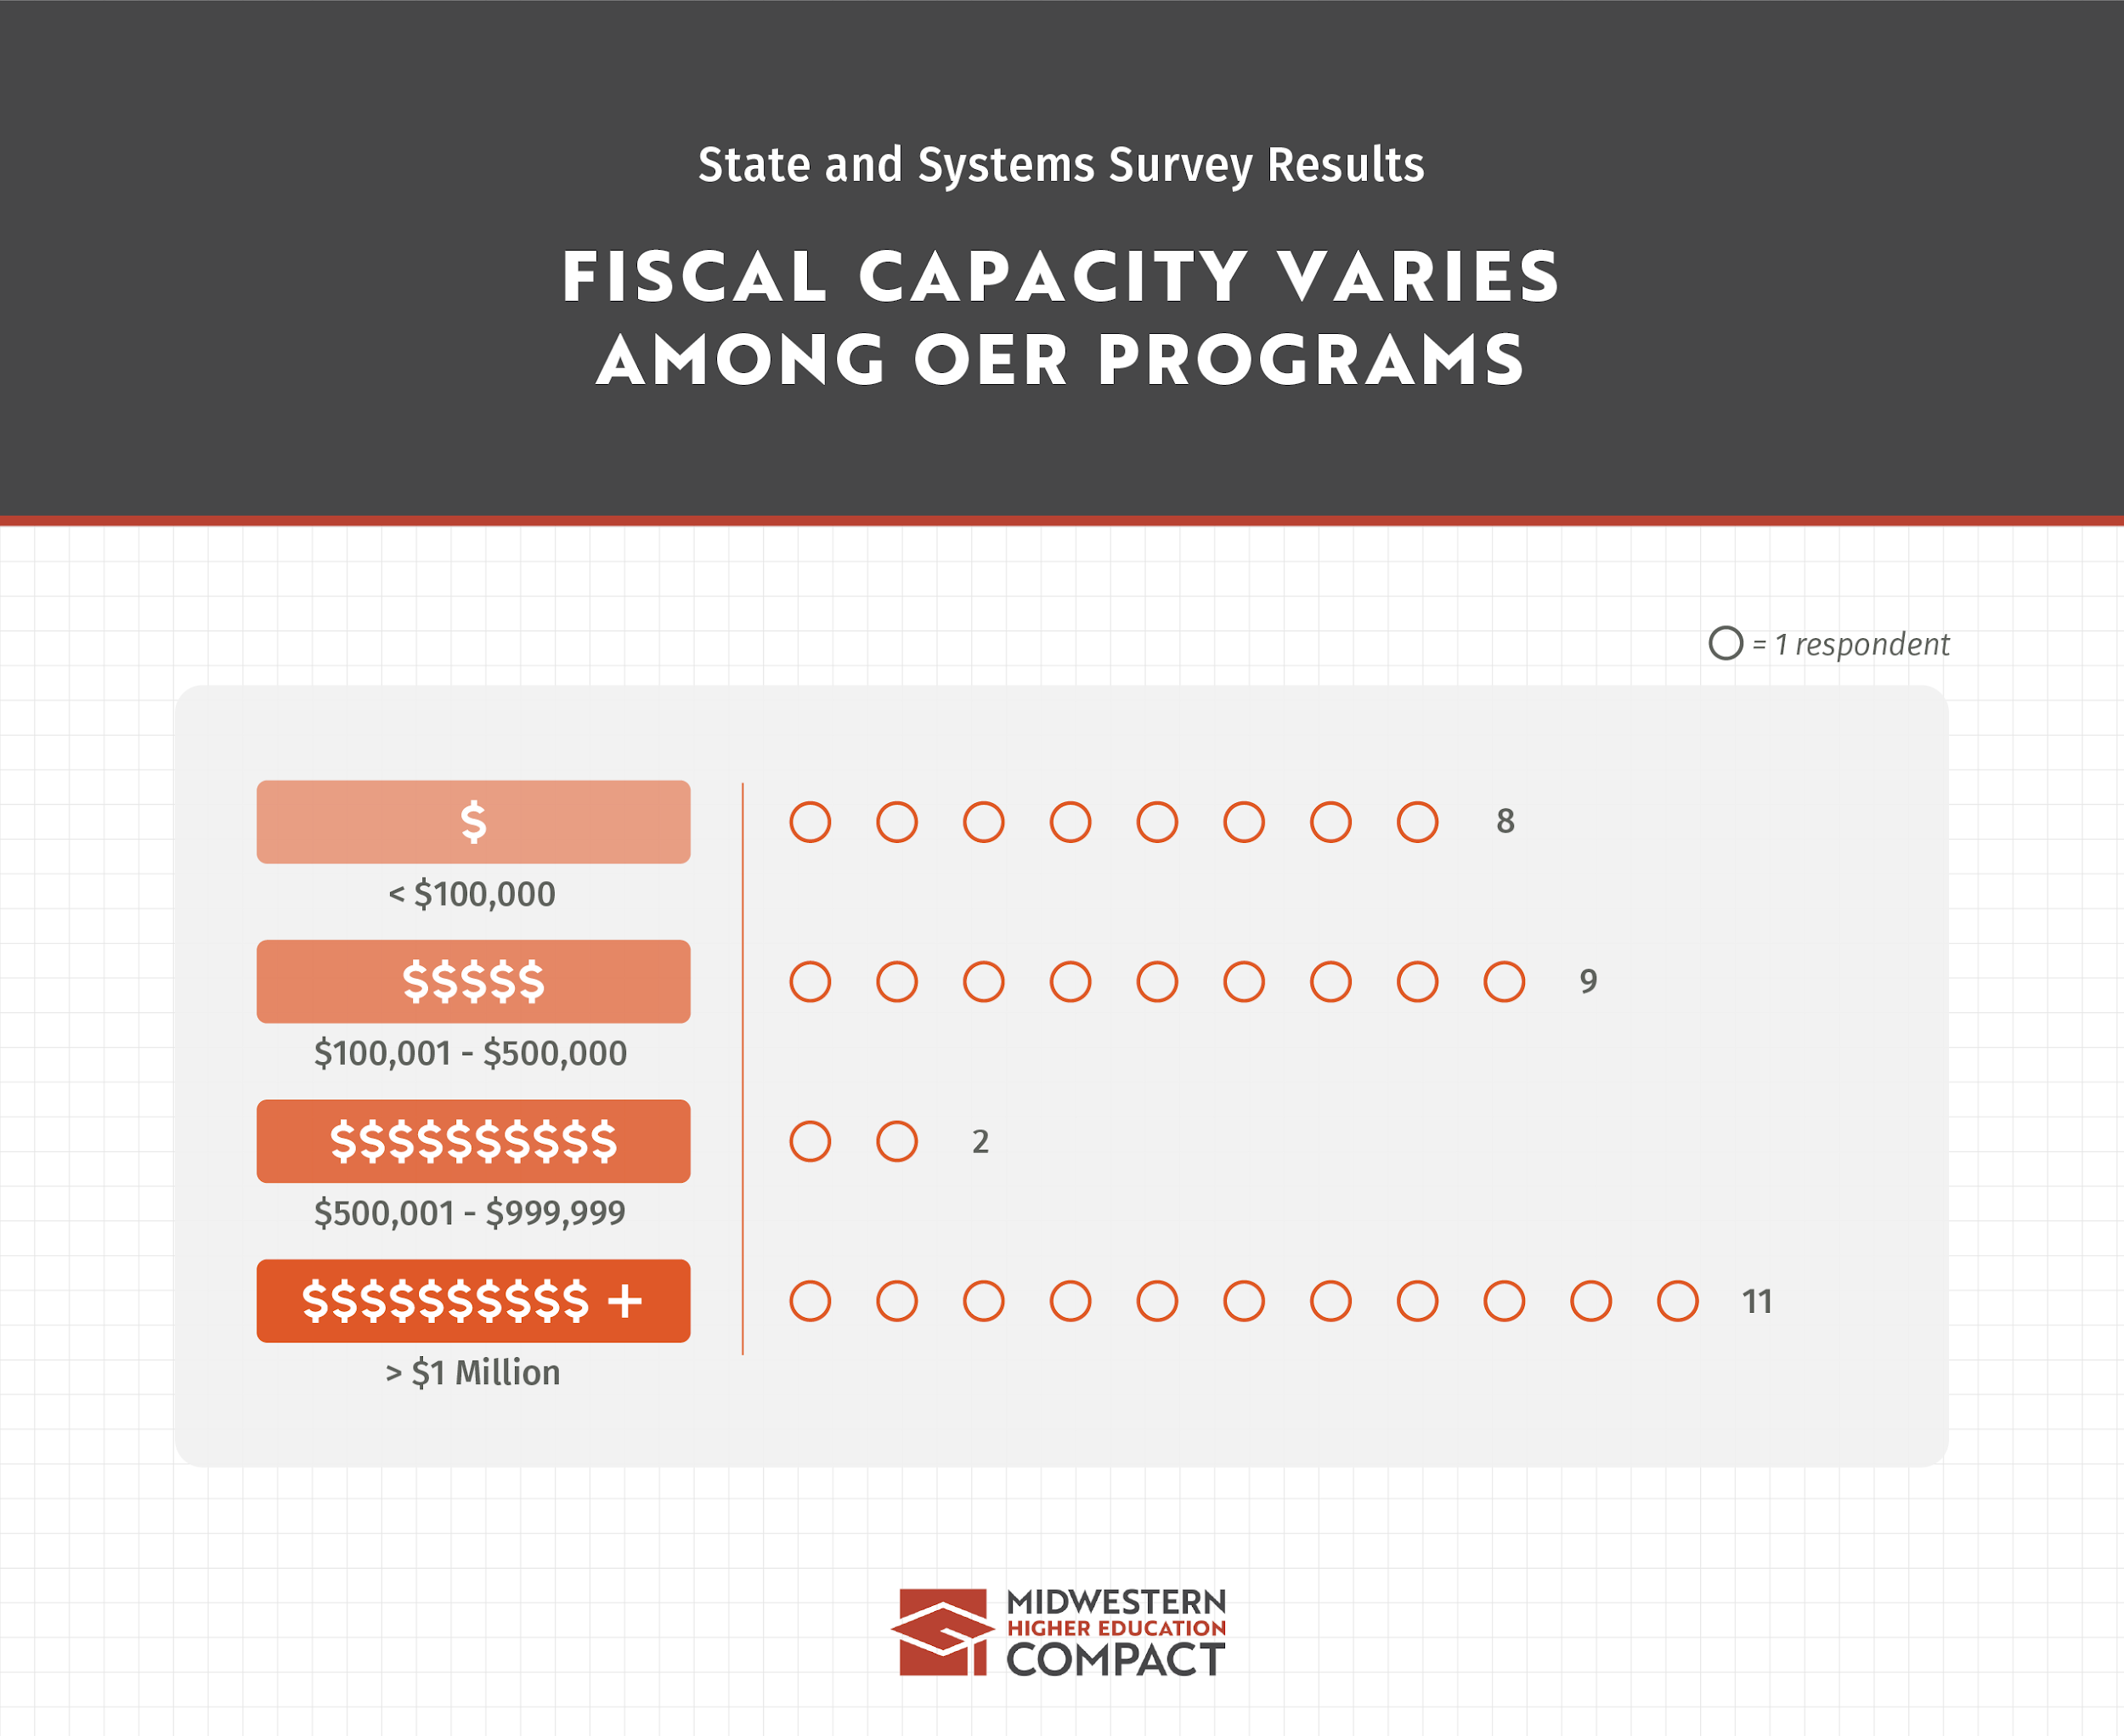 State and Systems Survey Results
FISCAL CAPACITY VARIES
AMONG OER PROGRAMS
= 1 respondent
$
8
< $100,000
$$$$$
9
$100,001 - $500,000
$$$$$$$$$$
2
$500,001 - $999,999
$$$$$$$$$$ +
11
> $1 Million
MIDWESTERN
HIGHER EDUCATION
COMPACT